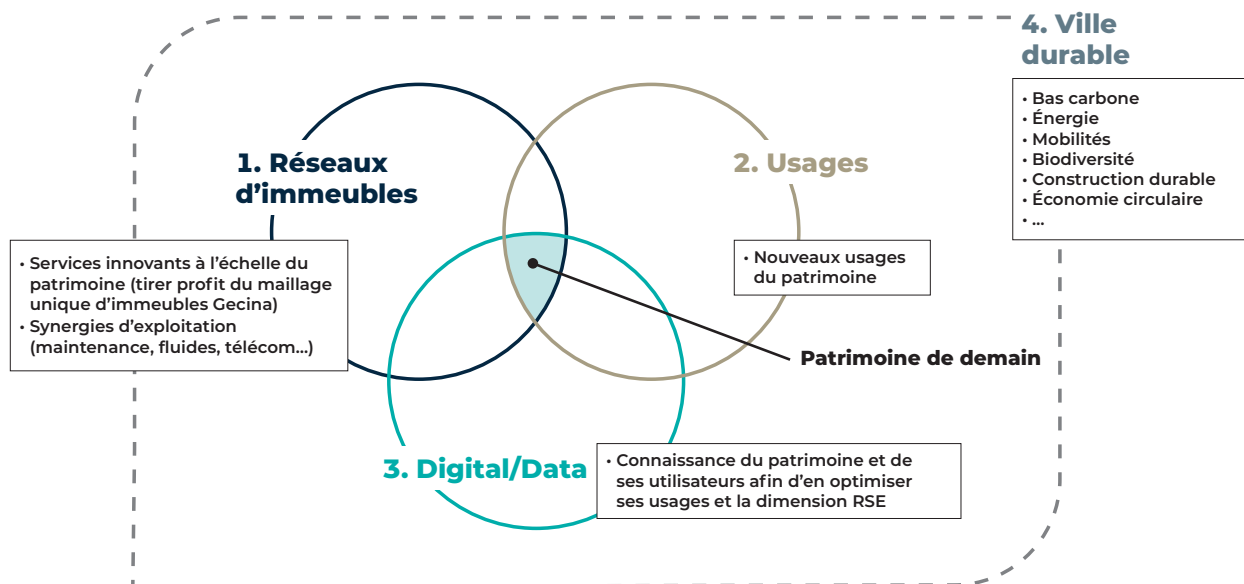 4. Ville
durable
• Bas carbone
• Énergie
• Mobilités
• Biodiversité
• Construction durable
• Économie circulaire
• ...
1. Réseaux
d’immeubles
2. Usages
• Services innovants à l’échelle du
patrimoine (tirer profit du maillage
unique d’immeubles Gecina)
• Synergies d’exploitation
(maintenance, fluides, télécom...)
• Nouveaux usages
du patrimoine
Patrimoine de demain
3. Digital/Data
• Connaissance du patrimoine et de
ses utilisateurs afin d’en optimiser
ses usages et la dimension RSE